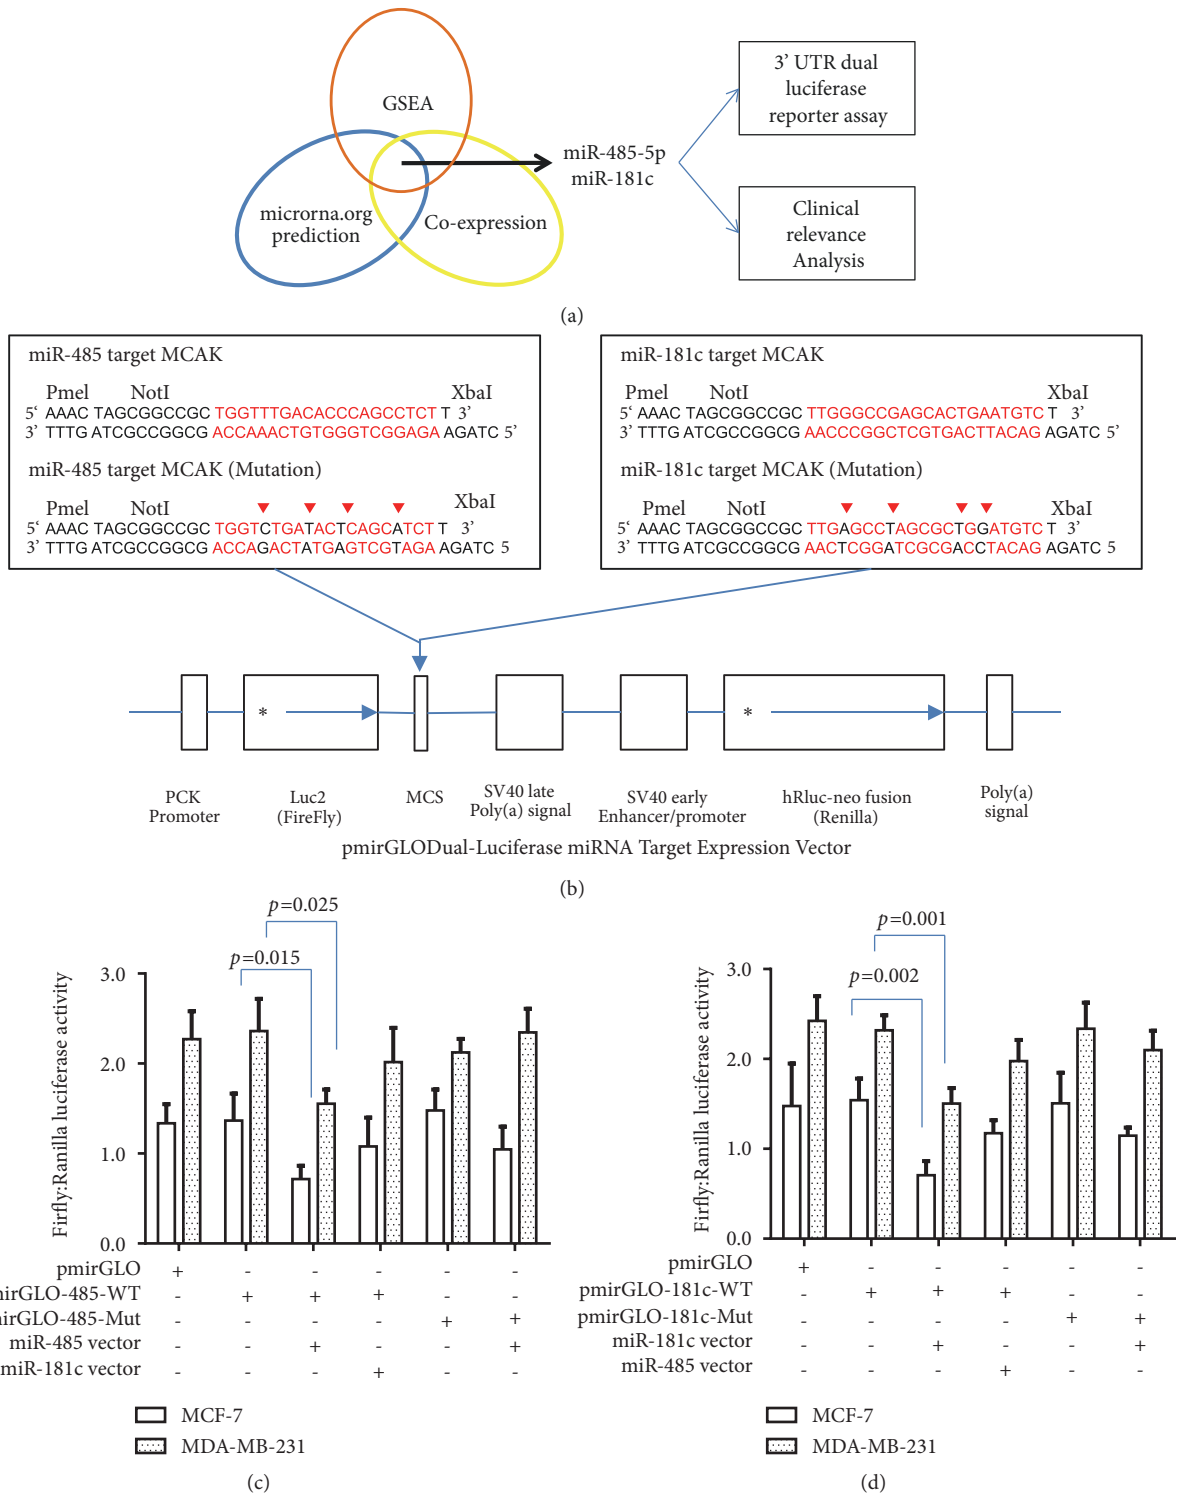 GSEA
microrna.org
prediction
Co-expression
miR-485-5p
miR-181c
3’ UTR dual
luciferase
reporter assay
Clinical
relevance
Analysis
(a)
miR-485 target MCAK
PmeI NotI XbaI
5‘ AAAC TAGCGGCCGC TGGTTTGACACCCAGCCTCT T 3’
3’ TTTG ATCGCCGGCG ACCAAACTGTGGGTCGGAGA AGATC 5’
miR-485 target MCAK (Mutation)
PmeI NotI XbaI
5‘ AAAC TAGCGGCCGC TGGTCTGATACTCAGCATCT T 3’
3’ TTTG ATCGCCGGCG ACCAGACTATGAGTCGTAGA AGATC 5
miR-181c target MCAK
PmeI NotI XbaI
5‘ AAAC TAGCGGCCGC TTGGGCCGAGCACTGAATGTC T 3’
3’ TTTG ATCGCCGGCG AACCCGGCTCGTGACTTACAG AGATC 5
miR-181c target MCAK (Mutation)
PmeI NotI XbaI
5‘ AAAC TAGCGGCCGC TTGAGCCTAGCGCTGGATGTC T 3’
3’ TTTG ATCGCCGGCG AACTCGGATCGCGACCTACAG AGATC 5
* *
PCK
Promoter
Luc2
(FireFly)
MCS
SV40 late
Poly(a) signal
SV40 early
Enhancer/promoter
hRluc-neo fusion
(Renilla)
Poly(a)
signal
pmirGLODual-Luciferase miRNA Target Expression Vector
(b)
p=0.025
p=0.015
Firfly:Ranilla luciferase activity
3.0
2.0
1.0
0.0
pmirGLO + - - - - -
mirGLO-485-WT - + + + - -
mirGLO-485-Mut - - - - + +
miR-485 vector - - + - - +
miR-181c vector - - - + - -
MCF-7
MDA-MB-231
(c)
p=0.001
p=0.002
Firfly:Ranilla luciferase activity
3.0
2.0
1.0
0.0
pmirGLO + - - - - -
pmirGLO-181c-WT - + + + - -
pmirGLO-181c-Mut - - - - + +
miR-181c vector - - + - - +
miR-485 vector - - - + - -
MCF-7
MDA-MB-231
(d)